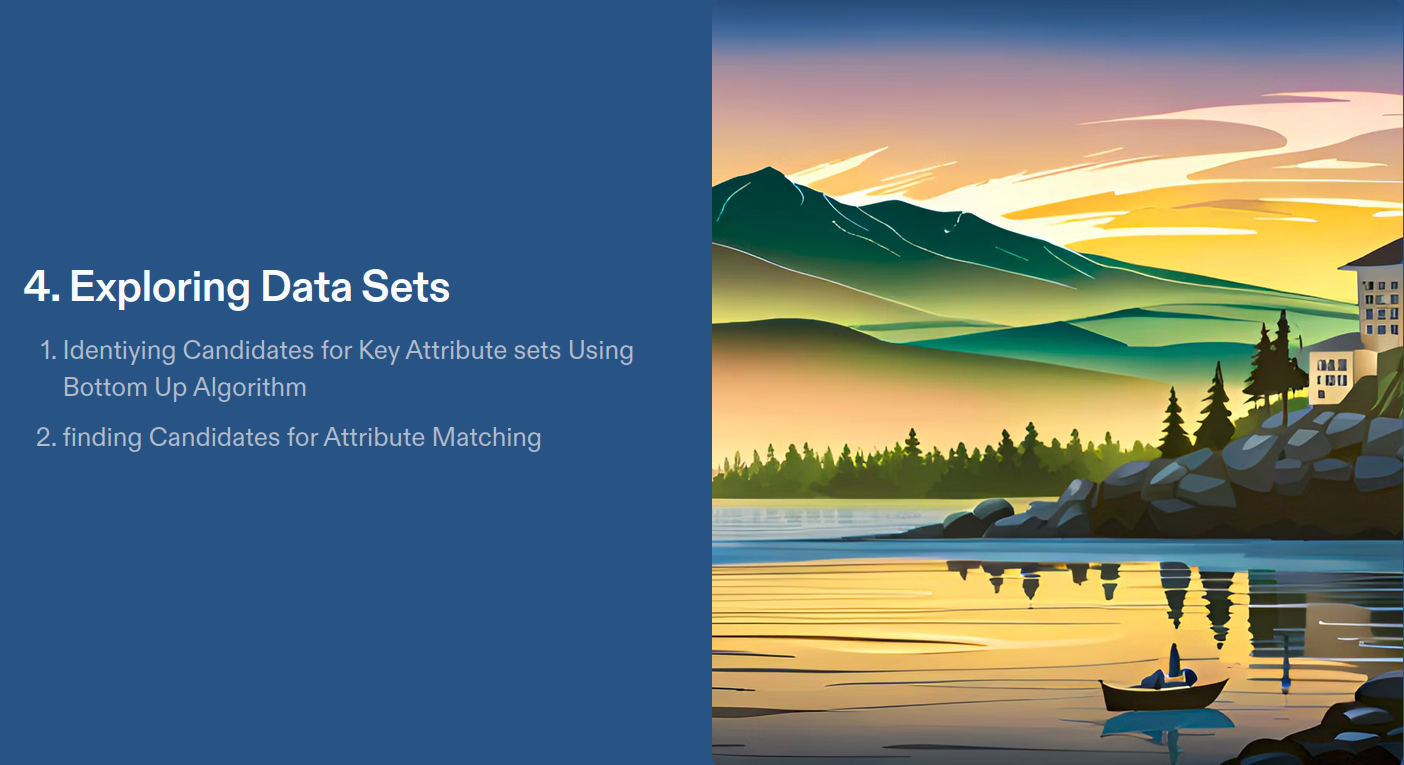 4. Exploring Data Sets
1. Identiying Candidates for Key Attribute sets Using
Bottom Up Algorithm
2. finding Candidates for Attribute Matching